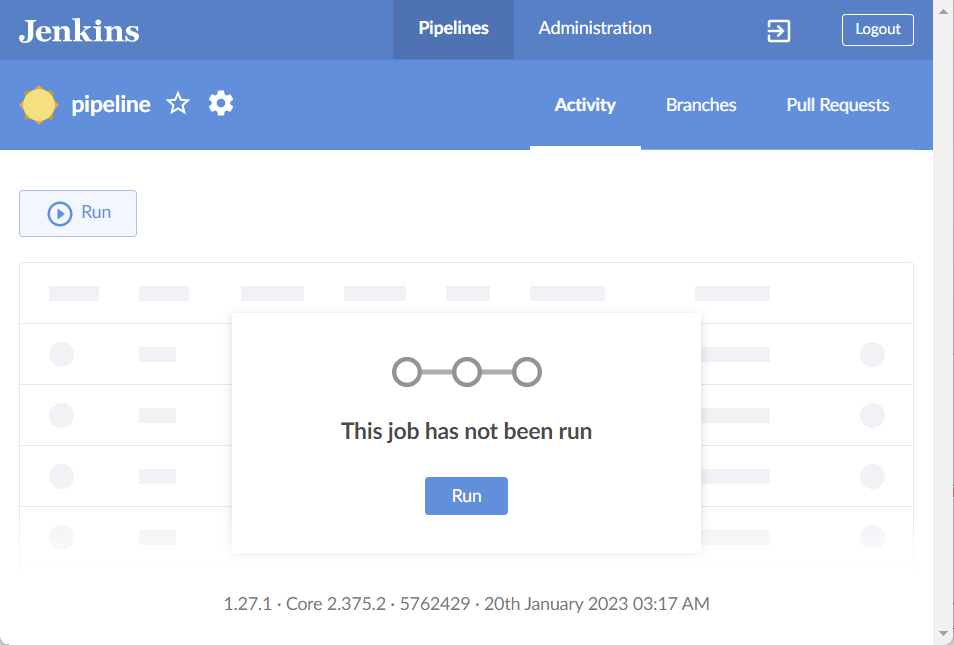 Jenkins
Pipelines
Administration
Logout
pipeline
Activity
Branches
Pull Requests
Run
This job has not been run
Run
1.27.1 · Core 2.375.2 · 5762429 · 20th January 2023 03:17 AM